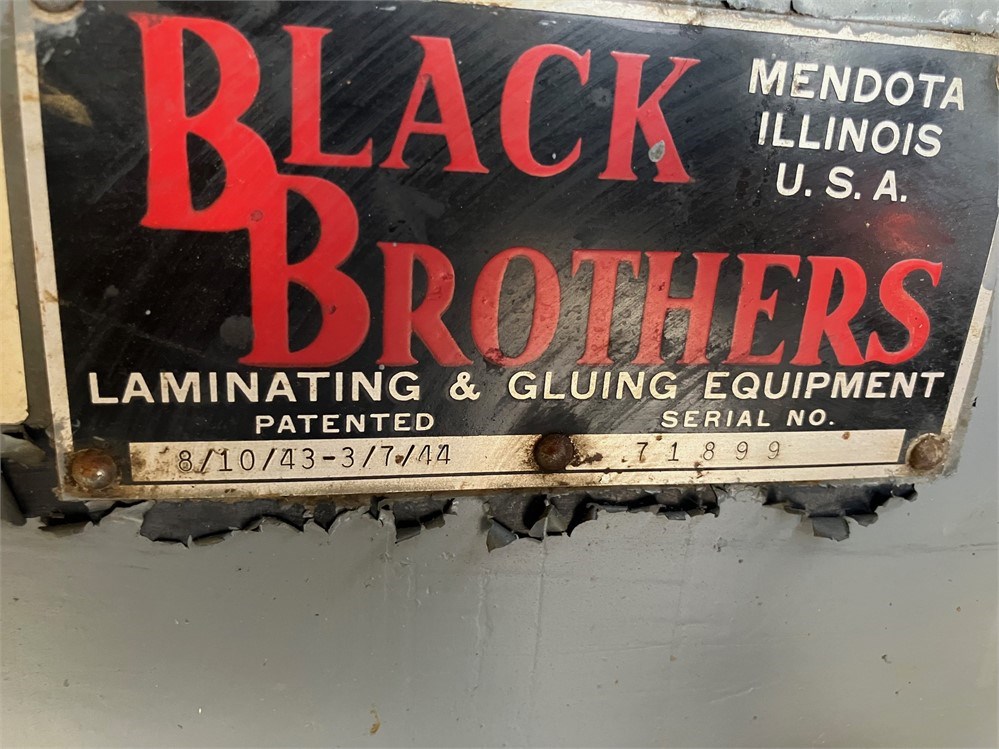 BLACK
BROTHERS
MENDOTA
ILLINOIS
U. S. A.
LAMINATING & GLUING EQUIPMENT
PATENTED SERIAL NO.
8/10/43-3/7/44 71899